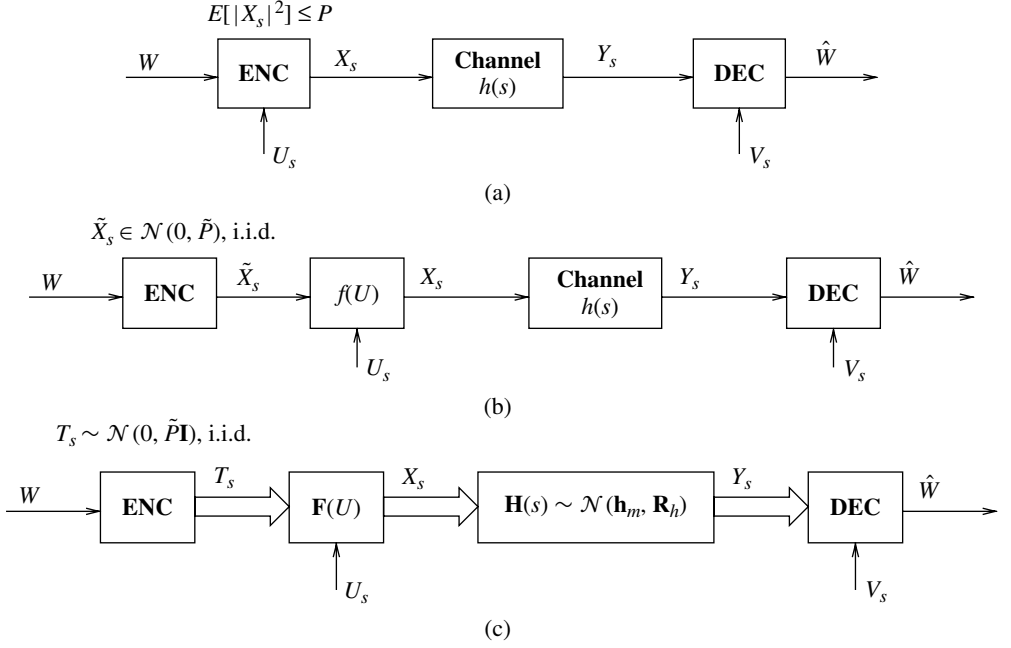 E[|X_s|^2] ≤ P
W
ENC
X_s
Channel
h(s)
Y_s
DEC
Ŵ
U_s
V_s
(a)
X̃_s ∈ 𝒩(0, P̃), i.i.d.
W
ENC
X̃_s
f(U)
X_s
Channel
h(s)
Y_s
DEC
Ŵ
U_s
V_s
(b)
T_s ~ 𝒩(0, P̃I), i.i.d.
W
ENC
T_s
F(U)
X_s
H(s) ~ 𝒩(h_m, R_h)
Y_s
DEC
Ŵ
U_s
V_s
(c)